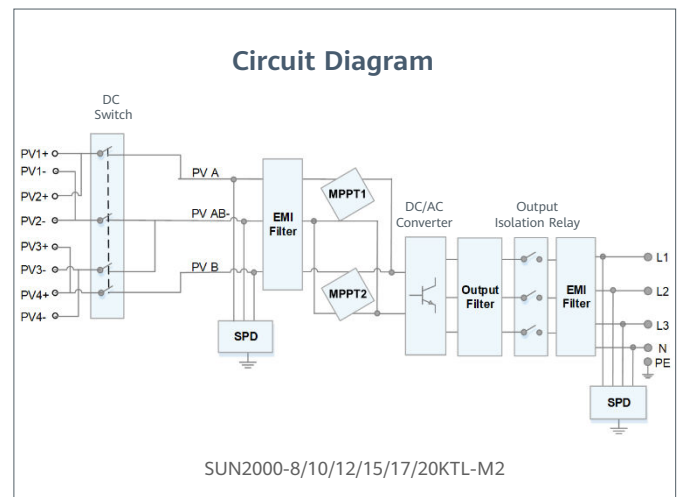 Circuit Diagram
DC
Switch
PV1+
PV1-
PV2+
PV2-
PV3+
PV3-
PV4+
PV4-
PV A
PV AB-
PV B
EMI
Filter
MPPT1
MPPT2
SPD
DC/AC
Converter
Output
Filter
Output
Isolation Relay
EMI
Filter
L1
L2
L3
N
PE
SPD
SUN2000-8/10/12/15/17/20KTL-M2